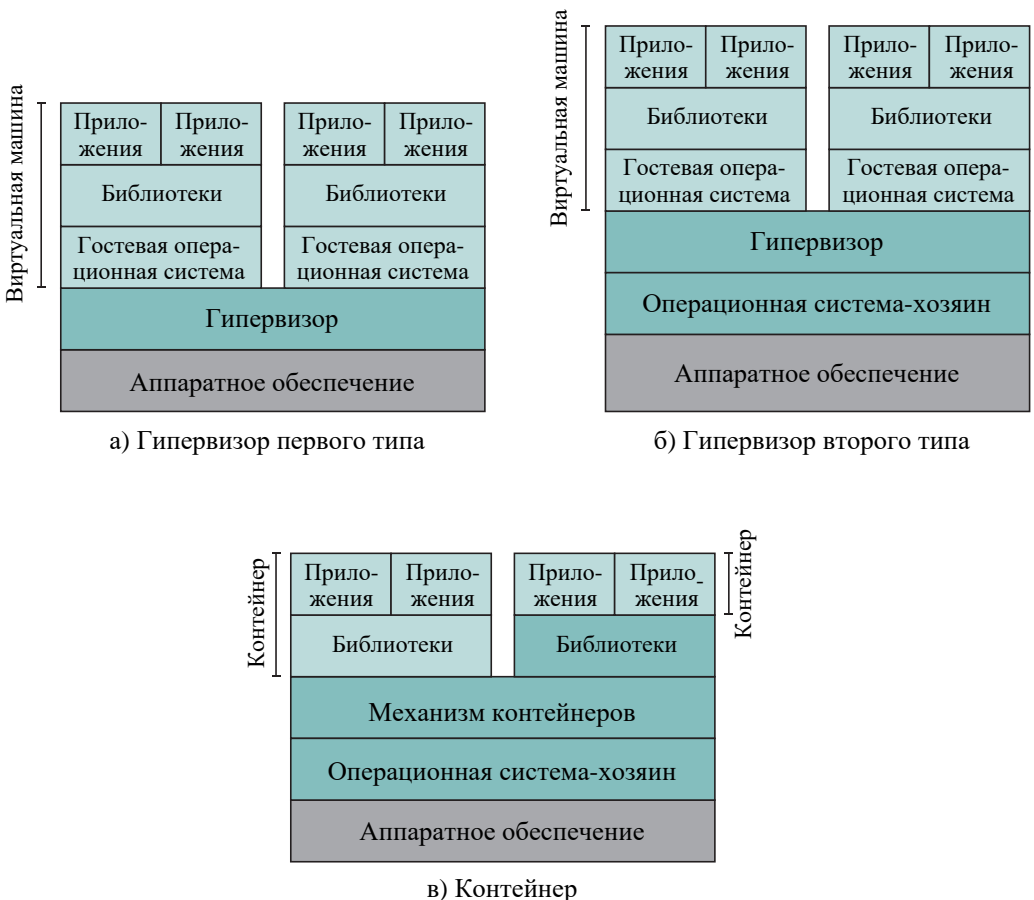 Виртуальная машина
Прило-
жения
Прило-
жения
Прило-
жения
Прило-
жения
Библиотеки
Библиотеки
Гостевая опера-
ционная система
Гостевая опера-
ционная система
Гипервизор
Аппаратное обеспечение
а) Гипервизор первого типа
Виртуальная машина
Прило-
жения
Прило-
жения
Прило-
жения
Прило-
жения
Библиотеки
Библиотеки
Гостевая опера-
ционная система
Гостевая опера-
ционная система
Гипервизор
Операционная система-хозяин
Аппаратное обеспечение
б) Гипервизор второго типа
Контейнер
Прило-
жения
Прило-
жения
Прило-
жения
Прило-
жения
Контейнер
Библиотеки
Библиотеки
Механизм контейнеров
Операционная система-хозяин
Аппаратное обеспечение
в) Контейнер